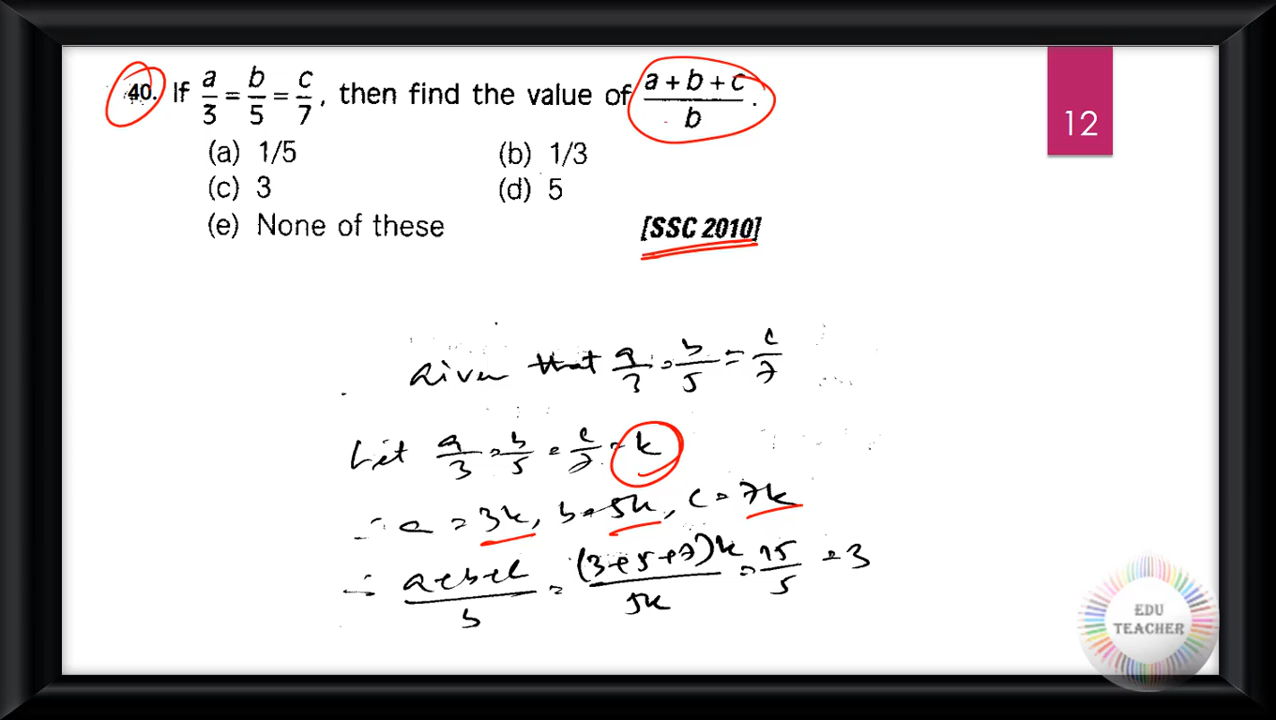 40. If a/3 = b/5 = c/7, then find the value of (a+b+c)/b.
12
(a) 1/5 (b) 1/3
(c) 3 (d) 5
(e) None of these [SSC 2010]
Given that a/3 = b/5 = c/7
Let a/3 = b/5 = c/7 = k
∴ a = 3k, b = 5k, c = 7k
∴ (a+b+c)/b = (3+5+7)k/5k = 15/5 = 3
EDU
TEACHER